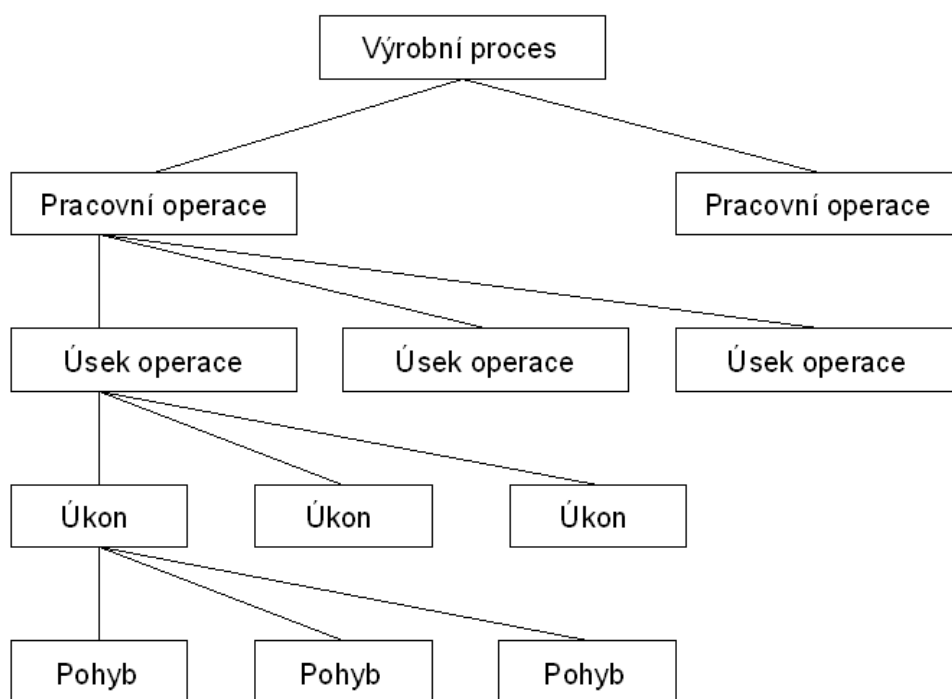 Výrobní proces
Pracovní operace
Pracovní operace
Úsek operace
Úsek operace
Úsek operace
Úkon
Úkon
Úkon
Pohyb
Pohyb
Pohyb